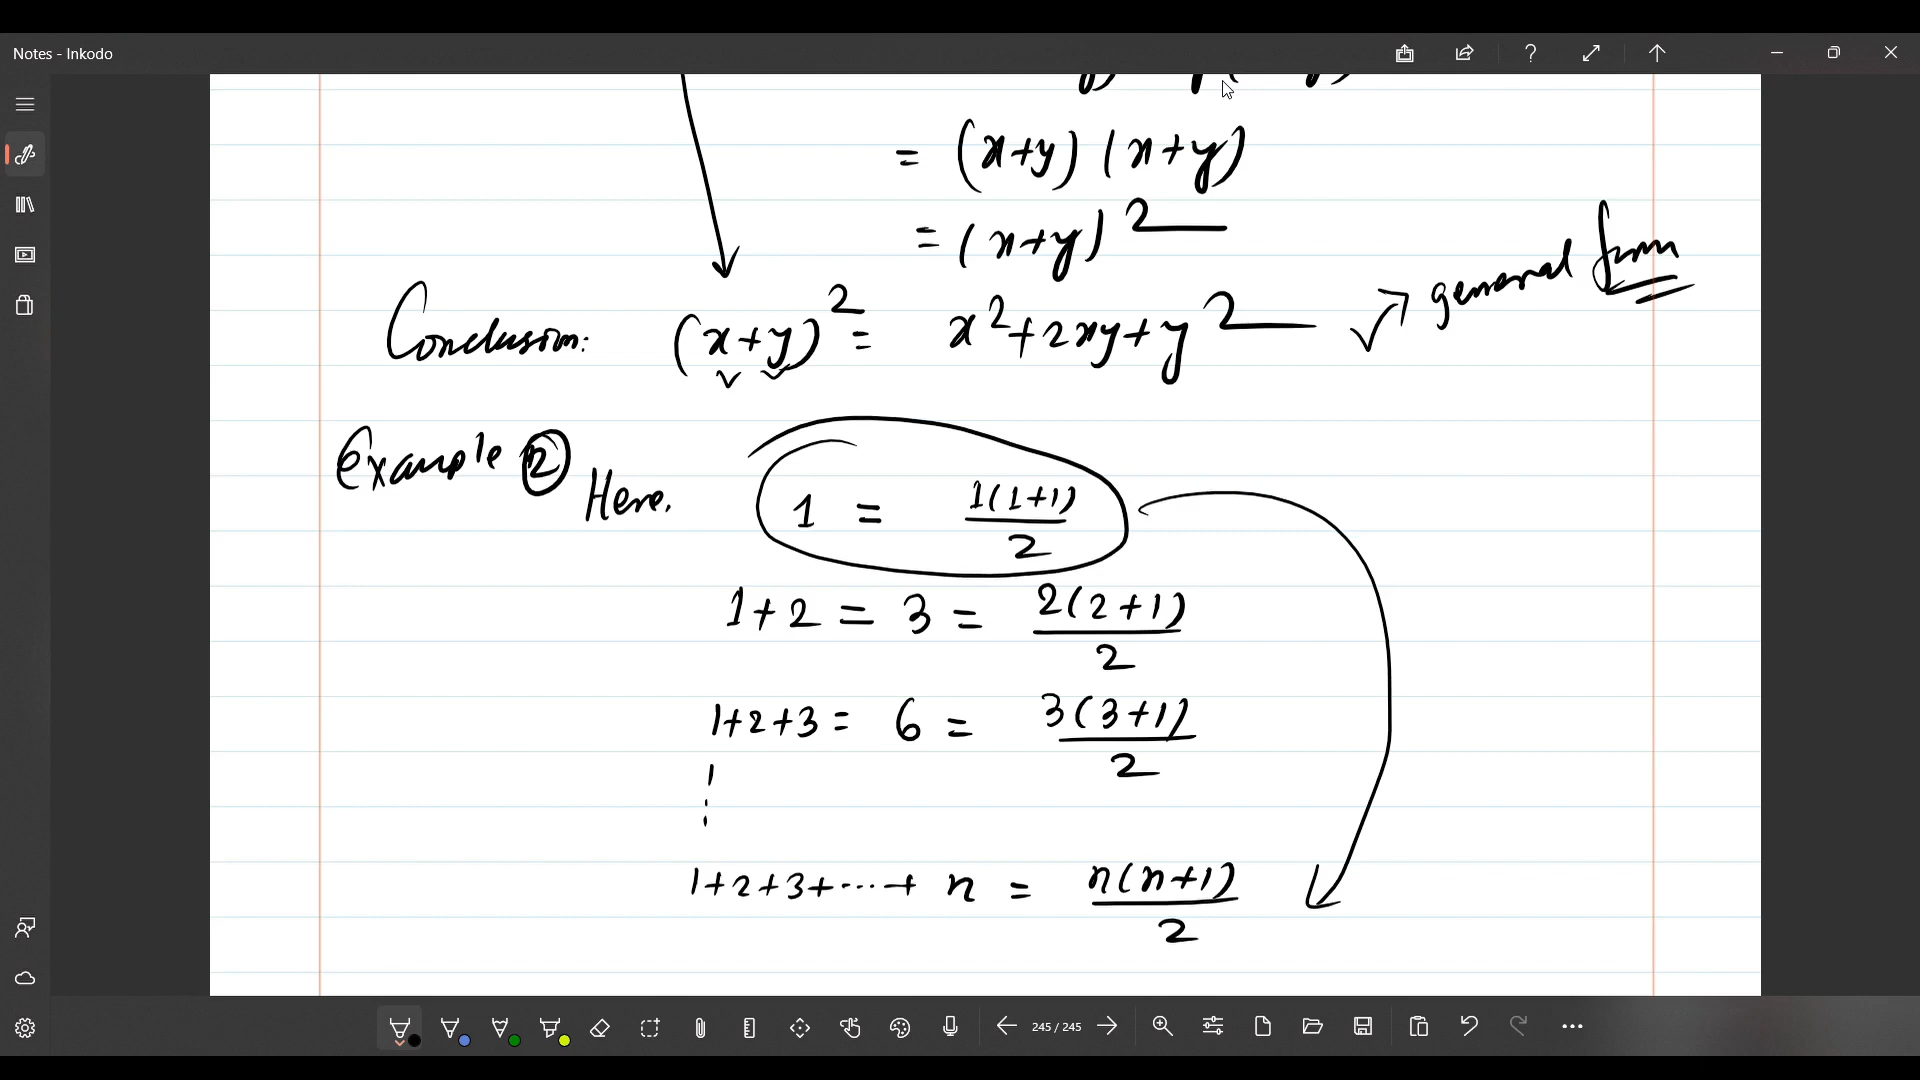 Notes - Inkodo
= (x+y) (x+y)
= (x+y)²
Conclusion: (x+y)² = x²+2xy+y² general form
Example ②
Here. 1 = 1(1+1)/2
1+2 = 3 = 2(2+1)/2
1+2+3 = 6 = 3(3+1)/2
1+2+3+....+ n = n(n+1)/2
245 / 245